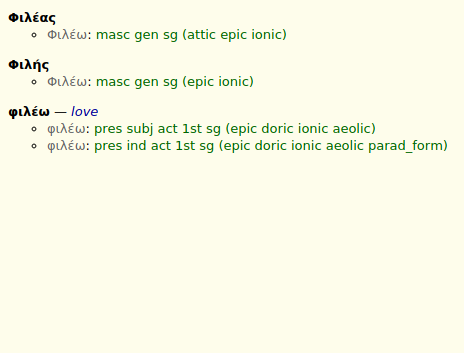 Φιλέας
Φιλέω: masc gen sg (attic epic ionic)
Φιλής
Φιλέω: masc gen sg (epic ionic)
φιλέω — love
φιλέω: pres subj act 1st sg (epic doric ionic aeolic)
φιλέω: pres ind act 1st sg (epic doric ionic aeolic parad_form)